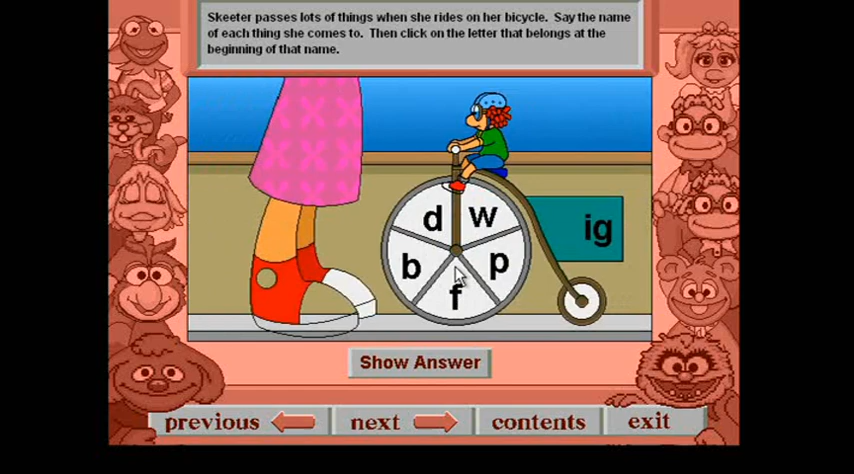 Skeeter passes lots of things when she rides on her bicycle. Say the name
of each thing she comes to. Then click on the letter that belongs at the
beginning of that name.
d w
ig
b p
f
Show Answer
previous next contents exit